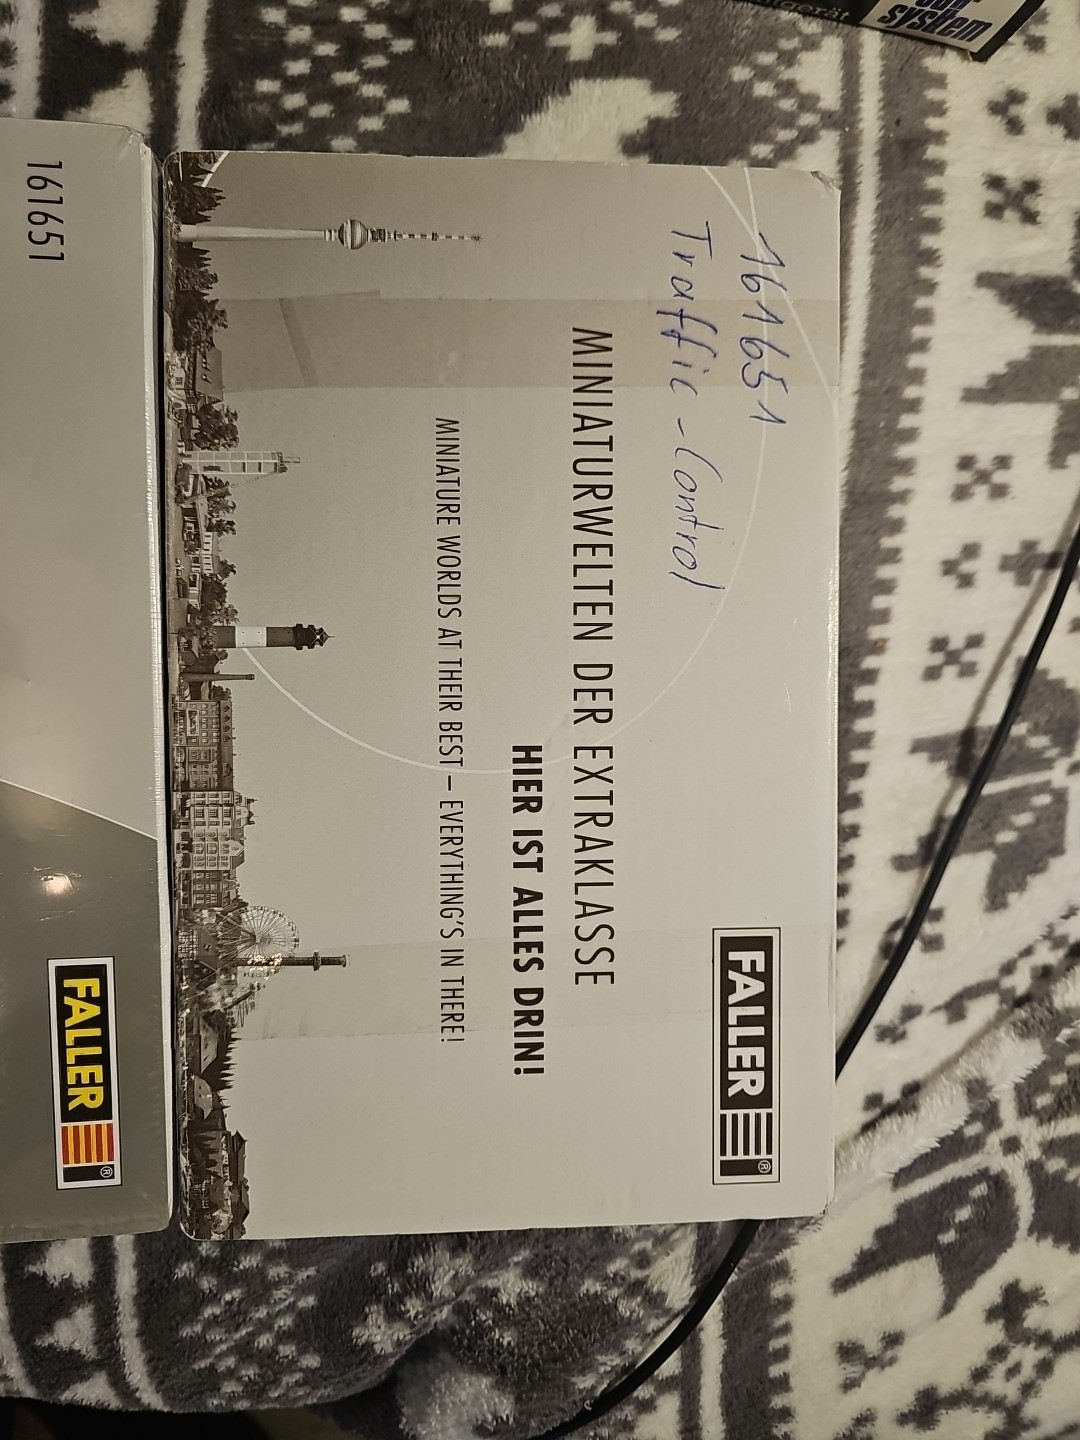 161651
Traffic-Control
FALLER
®
MINIATURWELTEN DER EXTRAKLASSE
HIER IST ALLES DRIN!
MINIATURE WORLDS AT THEIR BEST – EVERYTHING'S IN THERE!
161651
FALLER
®
system